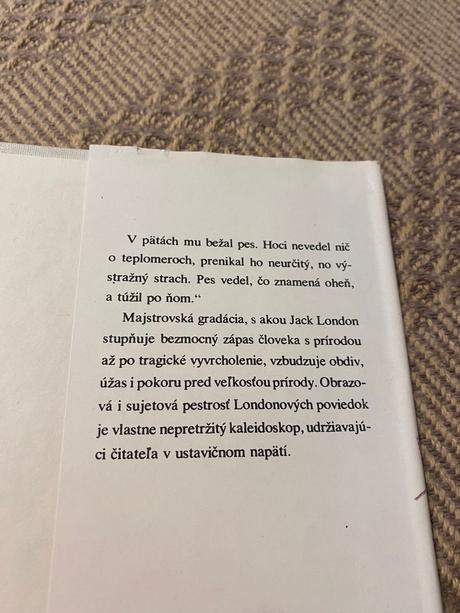 V pätách mu bežal pes. Hoci nevedel nič
o teplomeroch, prenikal ho neurčitý, no vý-
stražný strach. Pes vedel, čo znamená oheň,
a túžil po ňom.“
Majstrovská gradácia, s akou Jack London
stupňuje bezmocný zápas človeka s prírodou
až po tragické vyvrcholenie, vzbudzuje obdiv,
úžas i pokoru pred veľkosťou prírody. Obrazo-
vá i sujetová pestrosť Londonových poviedok
je vlastne nepretržitý kaleidoskop, udržiavajú-
ci čitateľa v ustavičnom napätí.